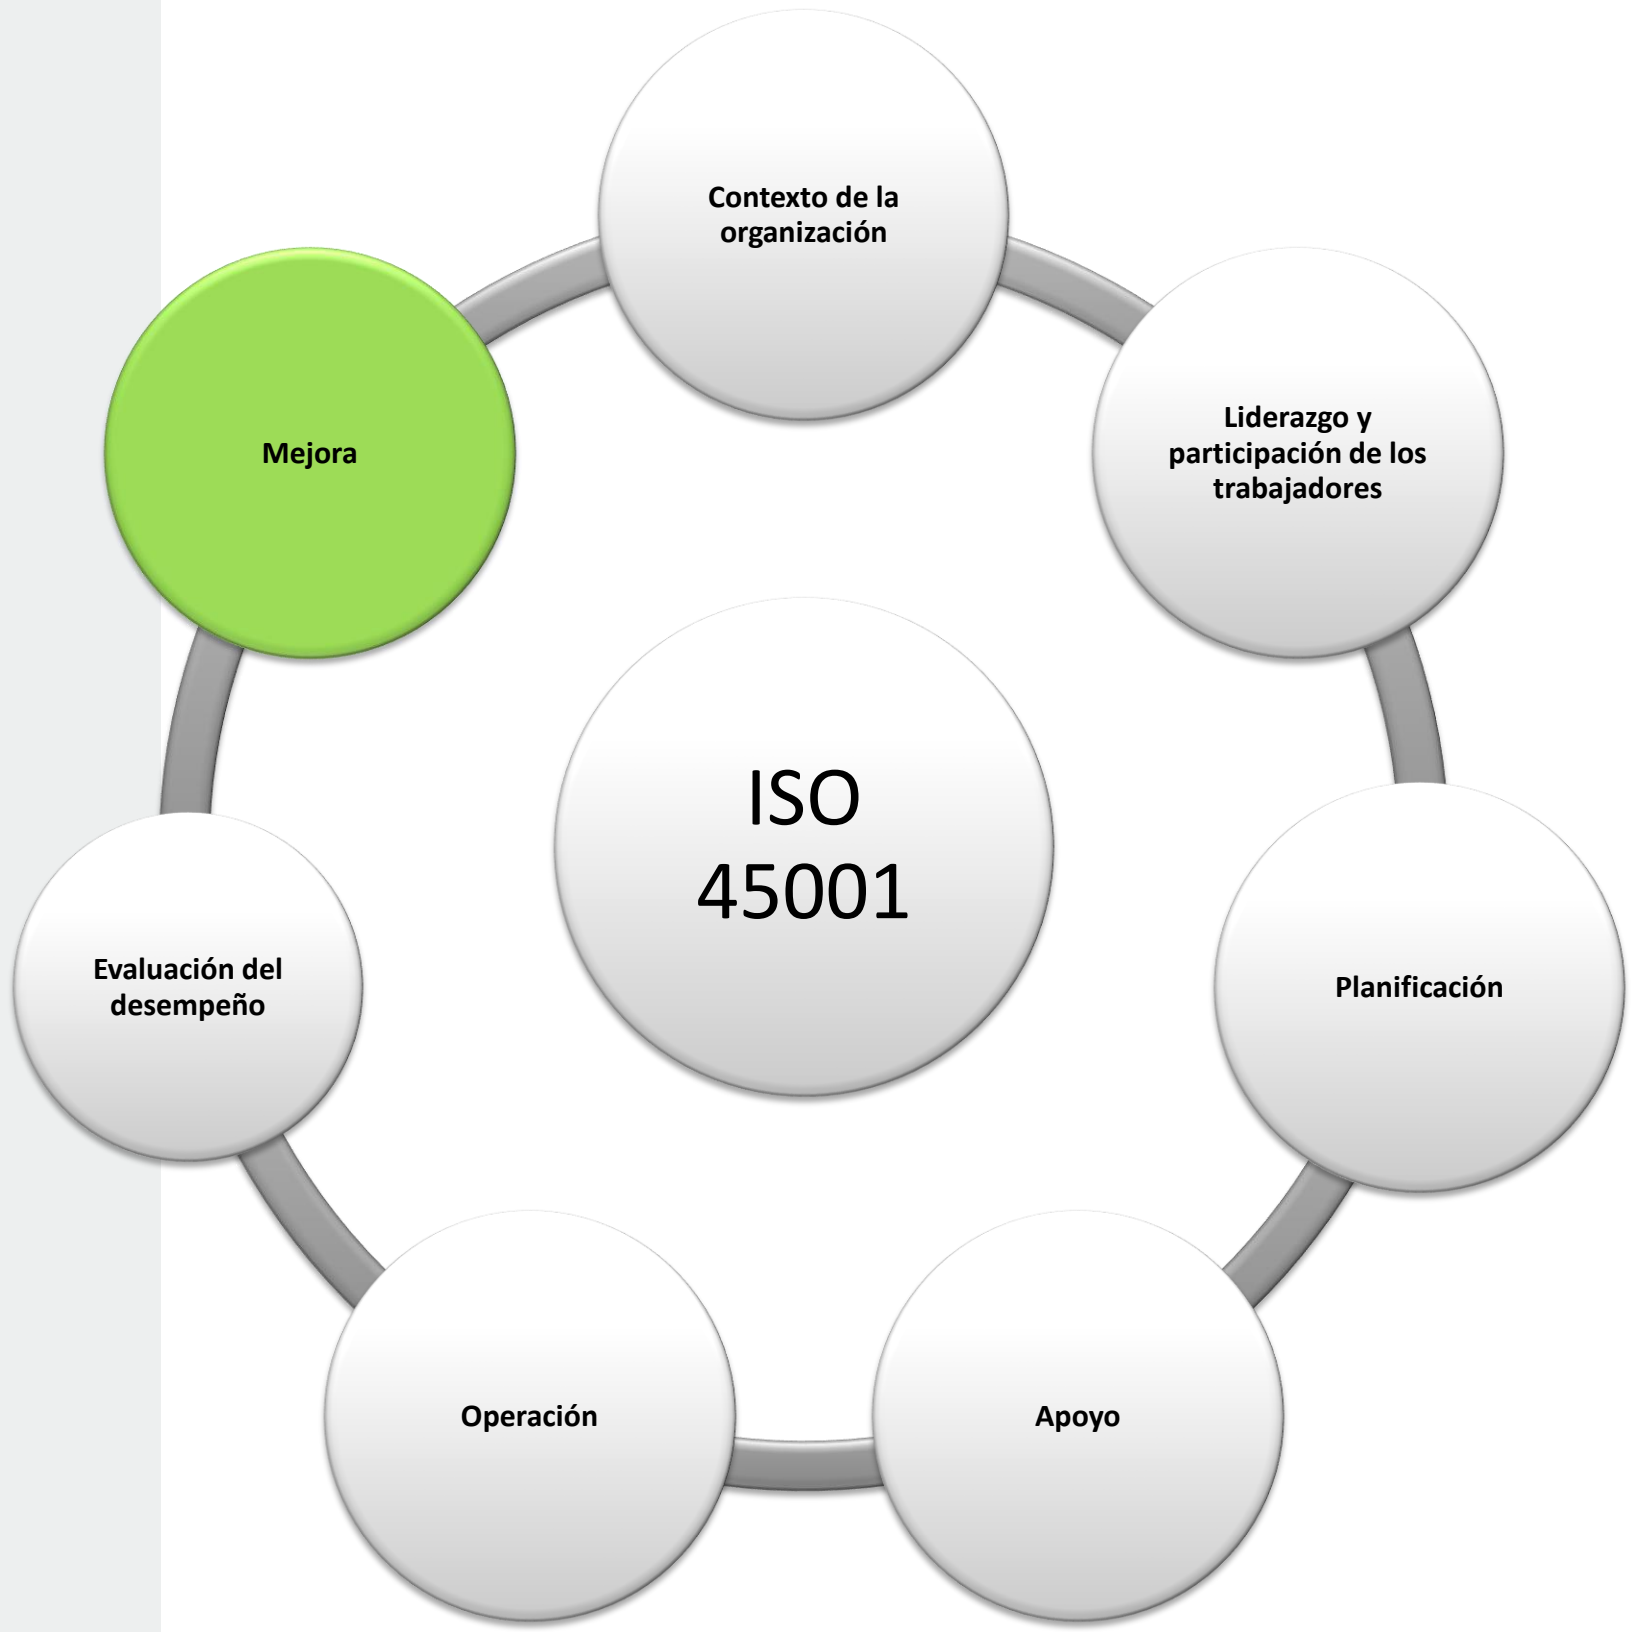 Contexto de la
organización
Liderazgo y
participación de los
trabajadores
Planificación
Apoyo
Operación
Evaluación del
desempeño
Mejora
ISO
45001